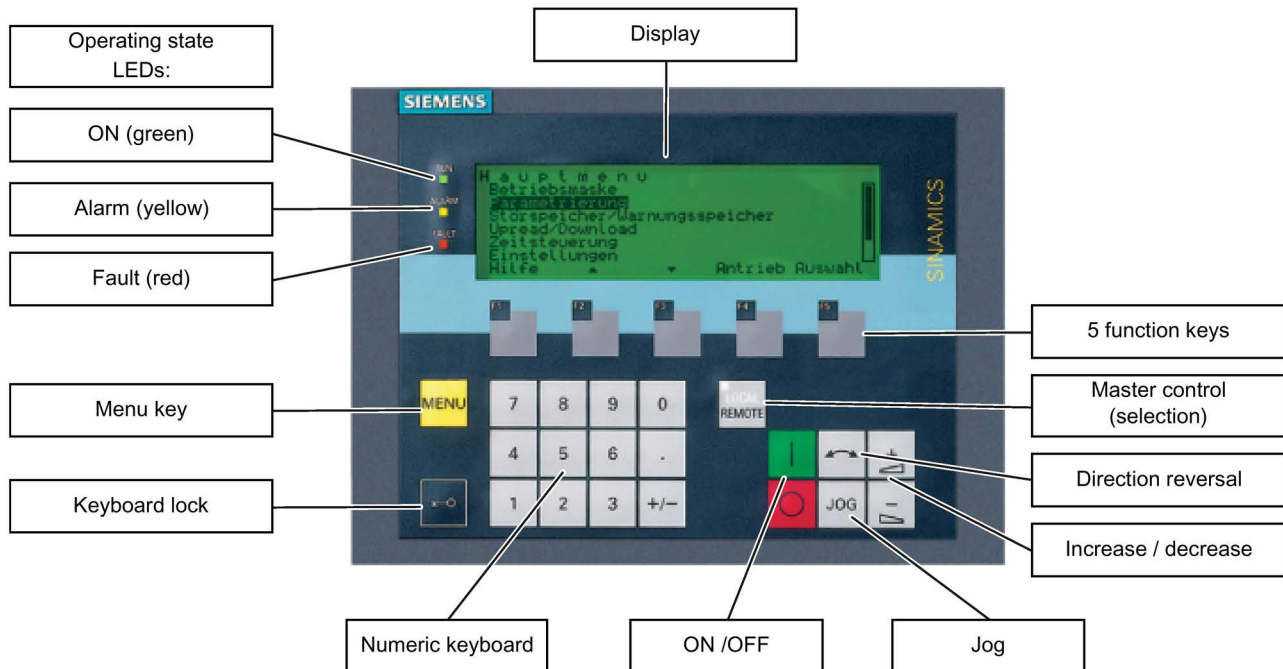 Operating state
LEDs:
Display
ON (green)
Alarm (yellow)
Fault (red)
Menu key
Keyboard lock
SIEMENS
RUN
ALARM
FAULT
Hauptmenu
Betriebsmaske
Parametrierung
Störspeicher/Warnungsspeicher
Upread/Download
Zeitsteuerung
Einstellungen
Hilfe Antrieb Auswahl
SINAMICS
F1 F2 F3 F4 F5
MENU
7 8 9 0
4 5 6 .
1 2 3 +/-
LOCAL
REMOTE
JOG
+
-
5 function keys
Master control
(selection)
Direction reversal
Increase / decrease
Numeric keyboard
ON /OFF
Jog